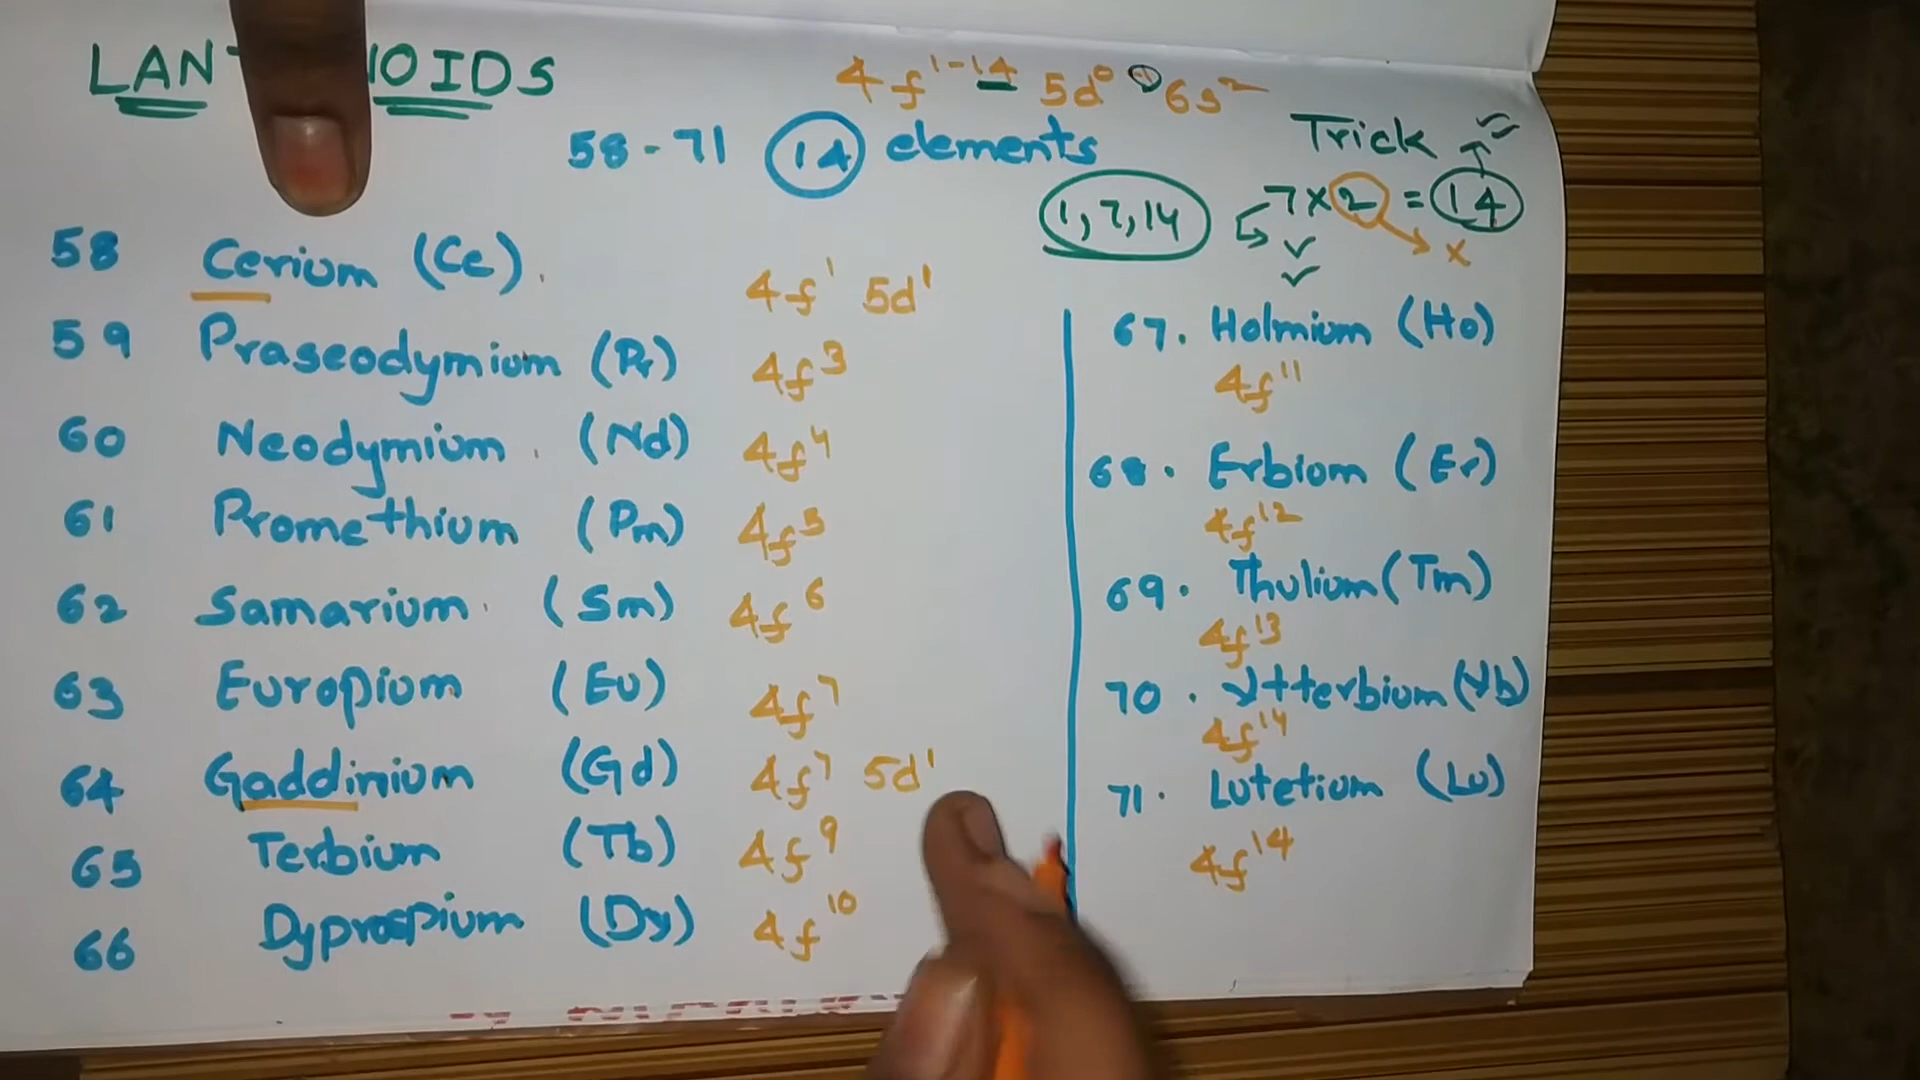 LAN OIDS
4f¹⁻¹⁴ 5d⁰ 6s²
58-71 14 elements
Trick
7×2 = 14
1, 7, 14
✓
✓
x
58 Cerium (Ce). 4f¹ 5d¹
59 Praseodymium (Pr) 4f³
60 Neodymium. (Nd) 4f⁴
61 Promethium (Pm) 4f⁵
62 Samarium. (Sm) 4f⁶
63 Europium (Eu) 4f⁷
64 Gaddinium (Gd) 4f⁷ 5d¹
65 Terbium (Tb) 4f⁹
66 Dyprospium (Dy) 4f¹⁰
67. Holmium (Ho)
4f¹¹
68. Erbium (Er)
4f¹²
69. Thulium (Tm)
4f¹³
70. Ytterbium (Yb)
4f¹⁴
71. Lutetium (Lu)
4f¹⁴